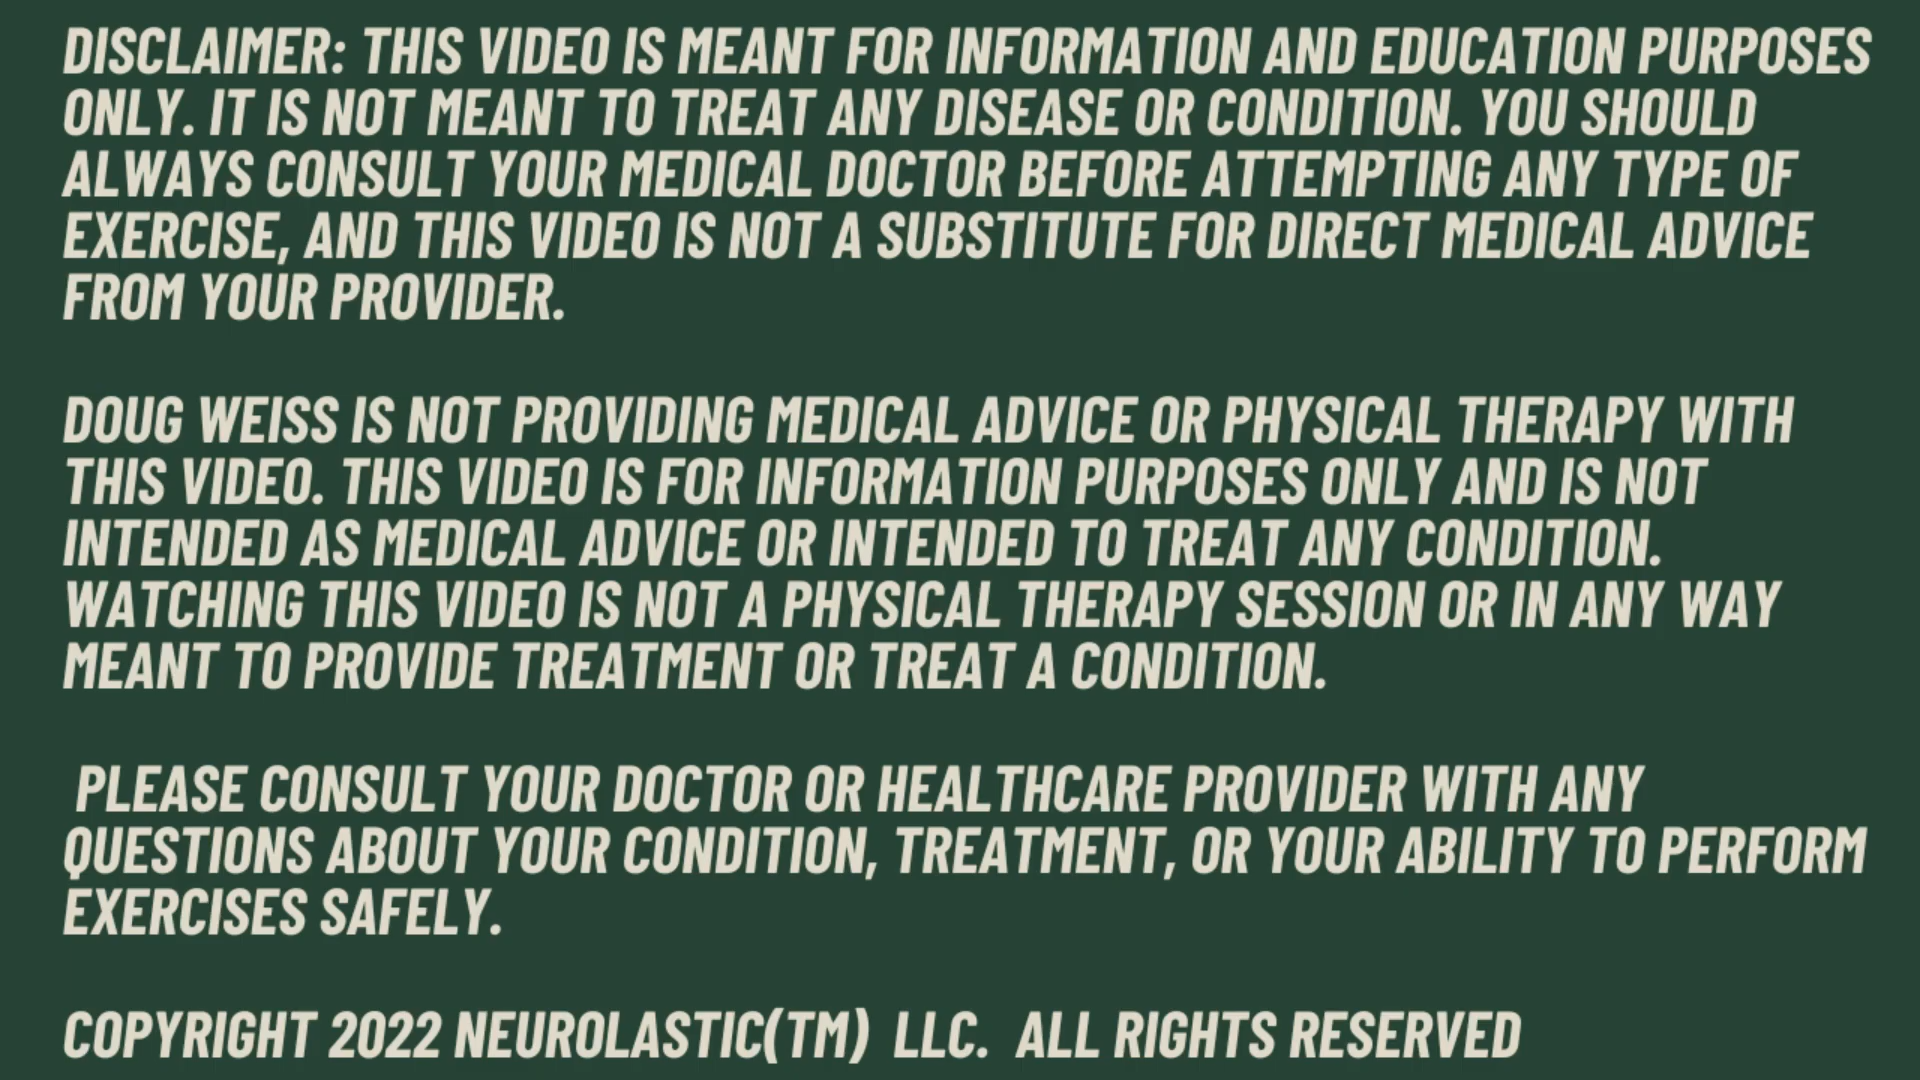 DISCLAIMER: THIS VIDEO IS MEANT FOR INFORMATION AND EDUCATION PURPOSES
ONLY. IT IS NOT MEANT TO TREAT ANY DISEASE OR CONDITION. YOU SHOULD
ALWAYS CONSULT YOUR MEDICAL DOCTOR BEFORE ATTEMPTING ANY TYPE OF
EXERCISE, AND THIS VIDEO IS NOT A SUBSTITUTE FOR DIRECT MEDICAL ADVICE
FROM YOUR PROVIDER.
DOUG WEISS IS NOT PROVIDING MEDICAL ADVICE OR PHYSICAL THERAPY WITH
THIS VIDEO. THIS VIDEO IS FOR INFORMATION PURPOSES ONLY AND IS NOT
INTENDED AS MEDICAL ADVICE OR INTENDED TO TREAT ANY CONDITION.
WATCHING THIS VIDEO IS NOT A PHYSICAL THERAPY SESSION OR IN ANY WAY
MEANT TO PROVIDE TREATMENT OR TREAT A CONDITION.
PLEASE CONSULT YOUR DOCTOR OR HEALTHCARE PROVIDER WITH ANY
QUESTIONS ABOUT YOUR CONDITION, TREATMENT, OR YOUR ABILITY TO PERFORM
EXERCISES SAFELY.
COPYRIGHT 2022 NEUROLASTIC(TM) LLC. ALL RIGHTS RESERVED